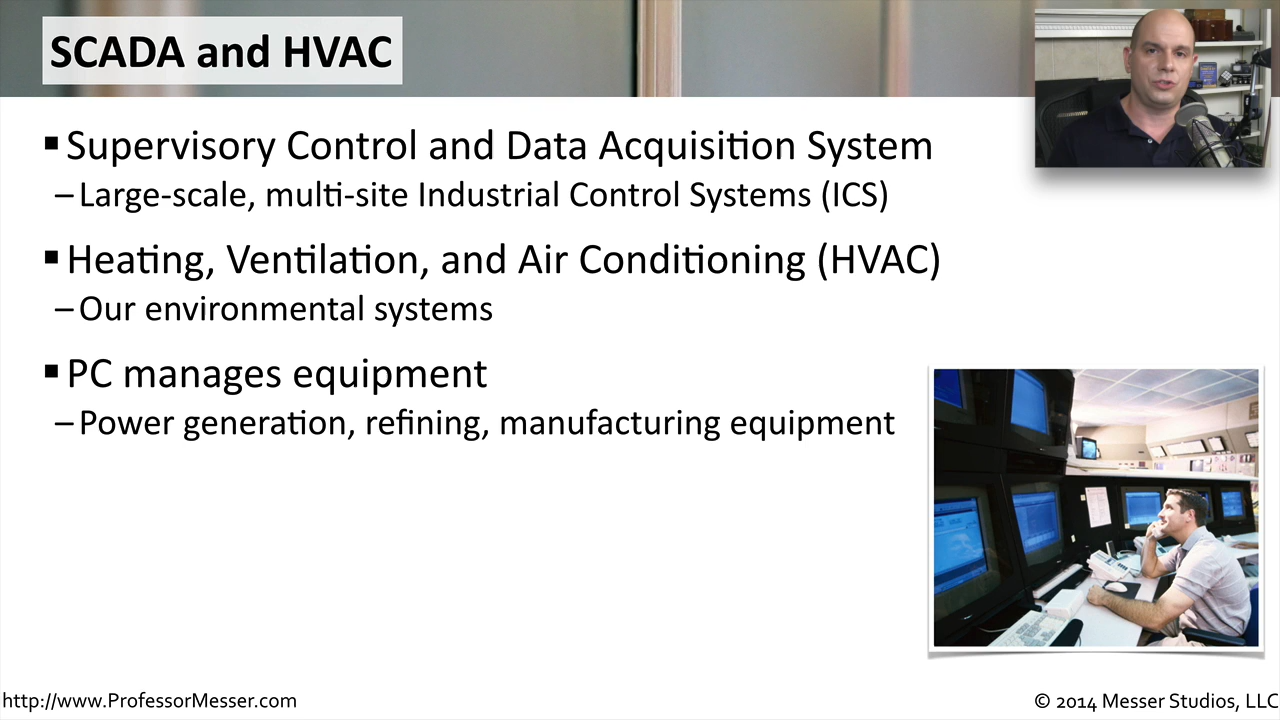 SCADA and HVAC
▪ Supervisory Control and Data Acquisition System
– Large-scale, multi-site Industrial Control Systems (ICS)
▪ Heating, Ventilation, and Air Conditioning (HVAC)
– Our environmental systems
▪ PC manages equipment
– Power generation, refining, manufacturing equipment
http://www.ProfessorMesser.com
© 2014 Messer Studios, LLC